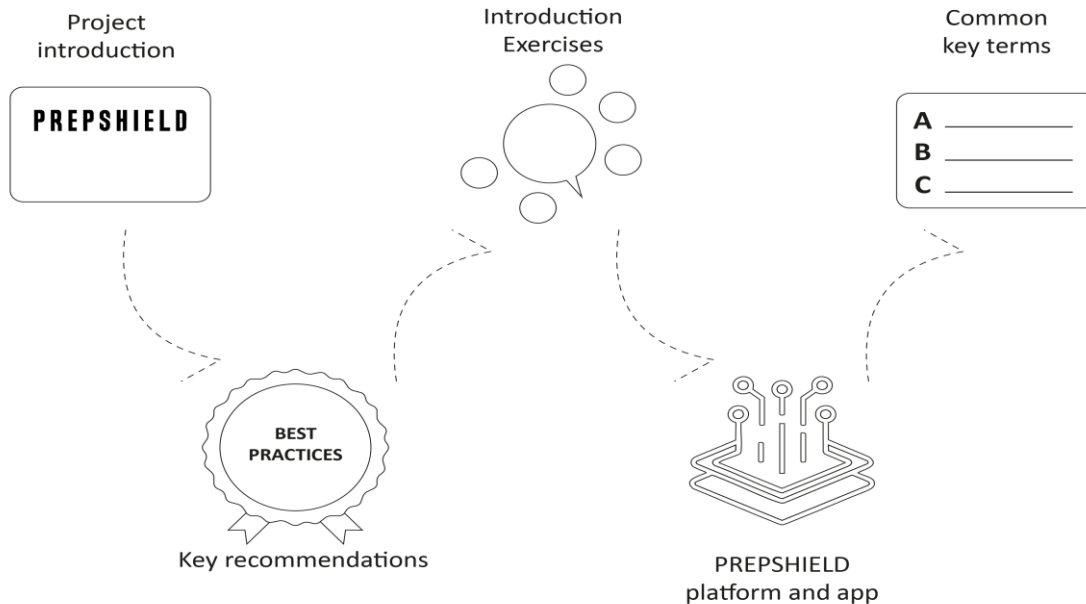 Project
introduction
PREPSHIELD
BEST
PRACTICES
Key recommendations
Introduction
Exercises
PREPSHIELD
platform and app
Common
key terms
A
B
C